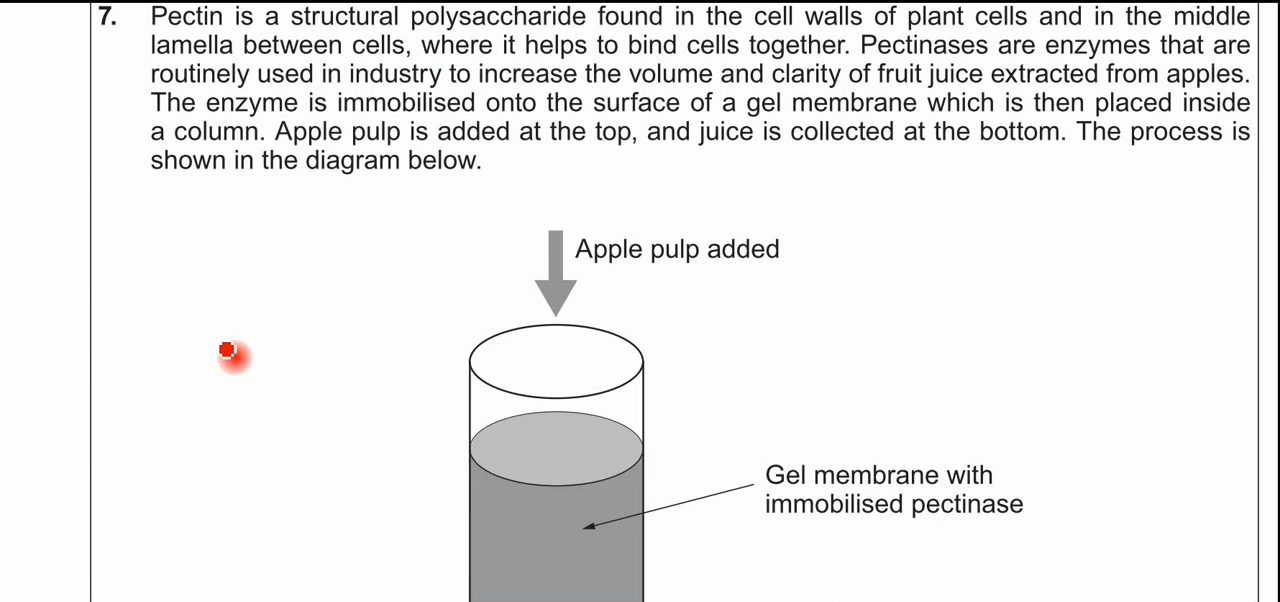 7. Pectin is a structural polysaccharide found in the cell walls of plant cells and in the middle
lamella between cells, where it helps to bind cells together. Pectinases are enzymes that are
routinely used in industry to increase the volume and clarity of fruit juice extracted from apples.
The enzyme is immobilised onto the surface of a gel membrane which is then placed inside
a column. Apple pulp is added at the top, and juice is collected at the bottom. The process is
shown in the diagram below.
Apple pulp added
Gel membrane with
immobilised pectinase